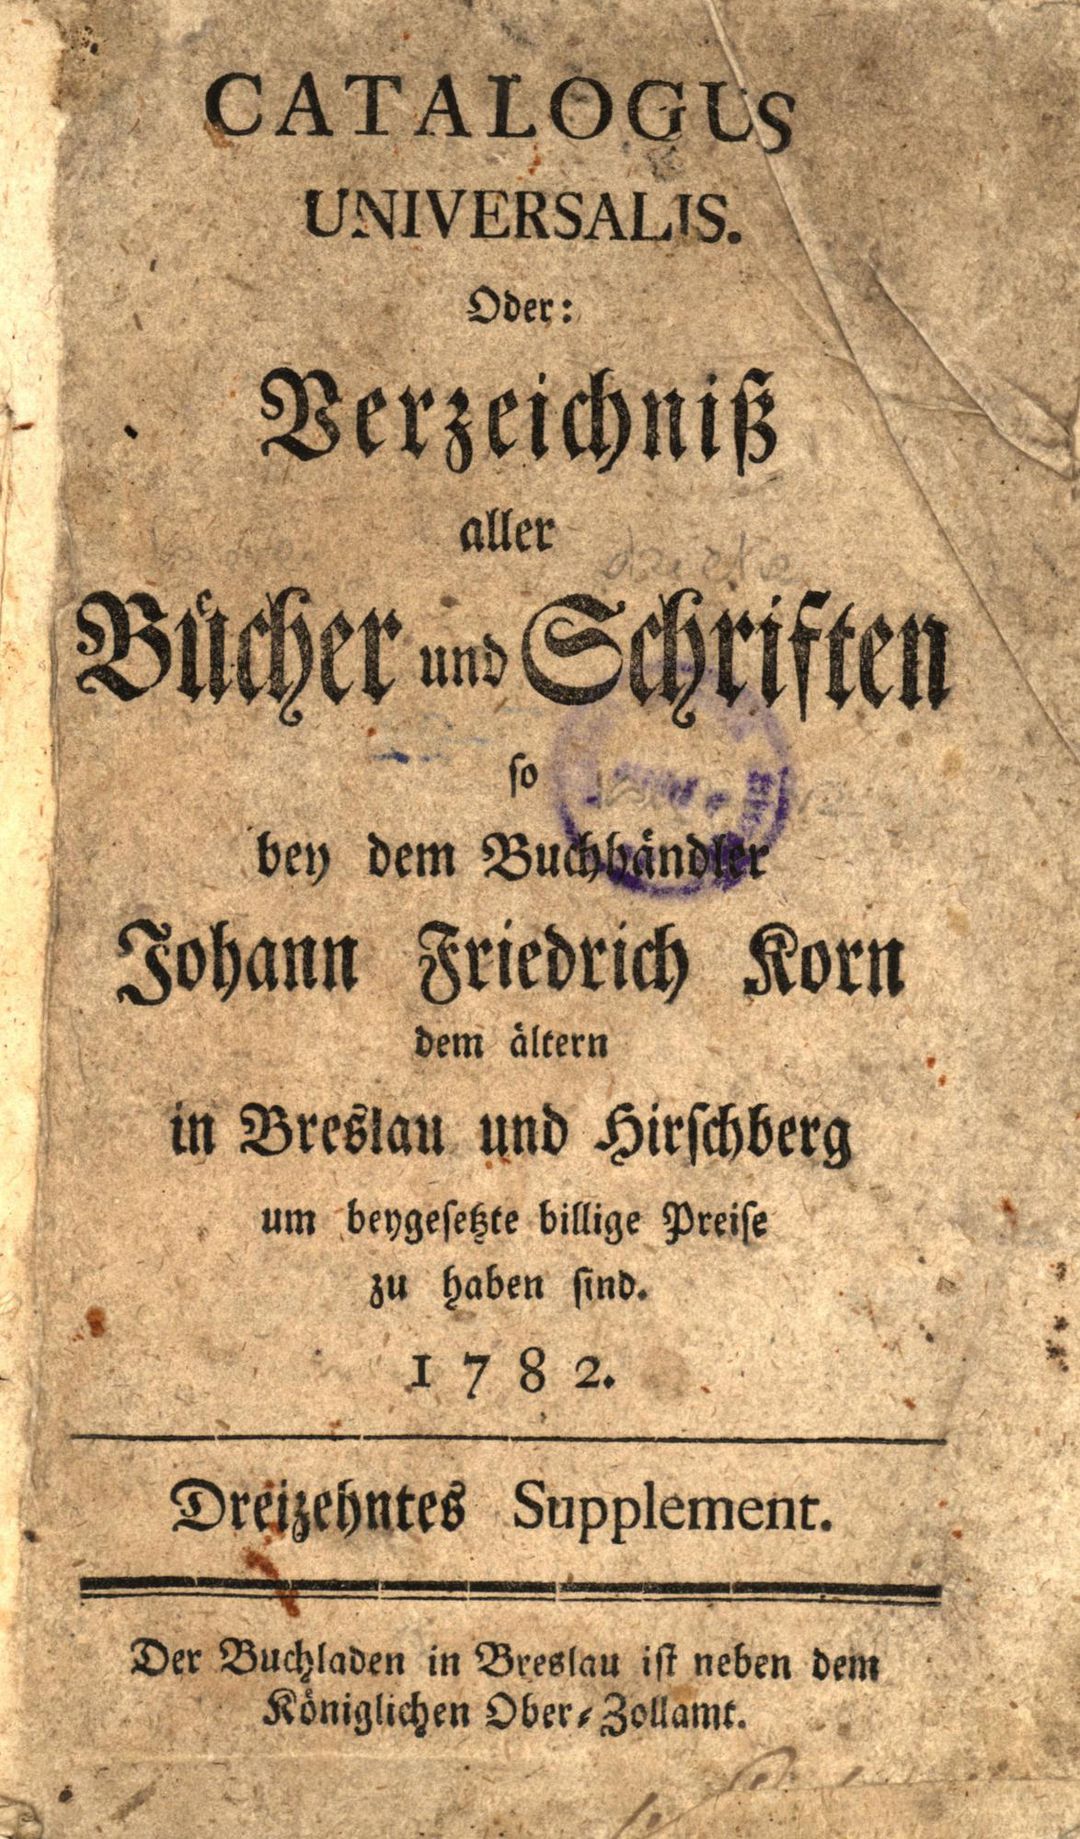 CATALOGUS
UNIVERSALIS.
Oder:
Verzeichniß
aller
Bücher und Schriften
so
bey dem Buchhändler
Johann Friedrich Korn
dem ältern
in Breslau und Hirschberg
um beygesetzte billige Preise
zu haben sind.
1782.
Dreizehntes Supplement.
Der Buchladen in Breslau ist neben dem
Königlichen Ober-Zollamt.